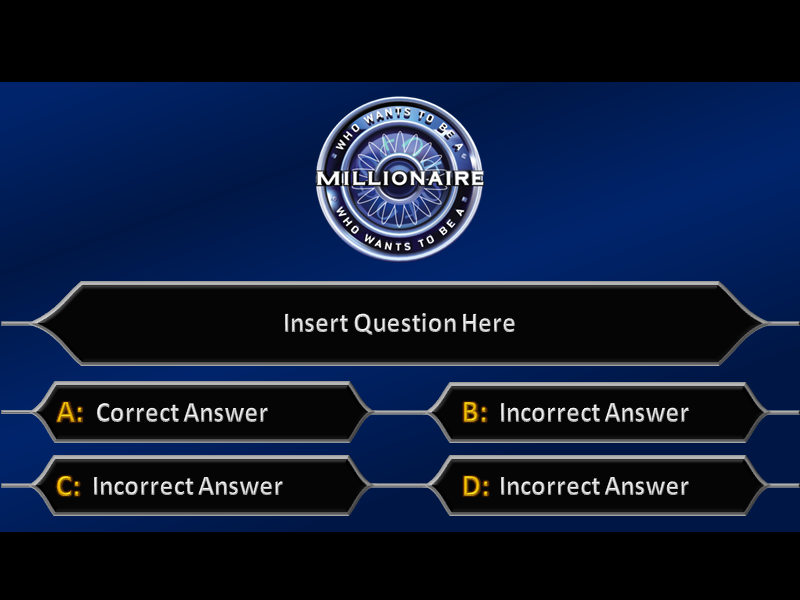 WHO WANTS TO BE A
MILLIONAIRE
WHO WANTS TO BE A
Insert Question Here
A: Correct Answer
B: Incorrect Answer
C: Incorrect Answer
D: Incorrect Answer